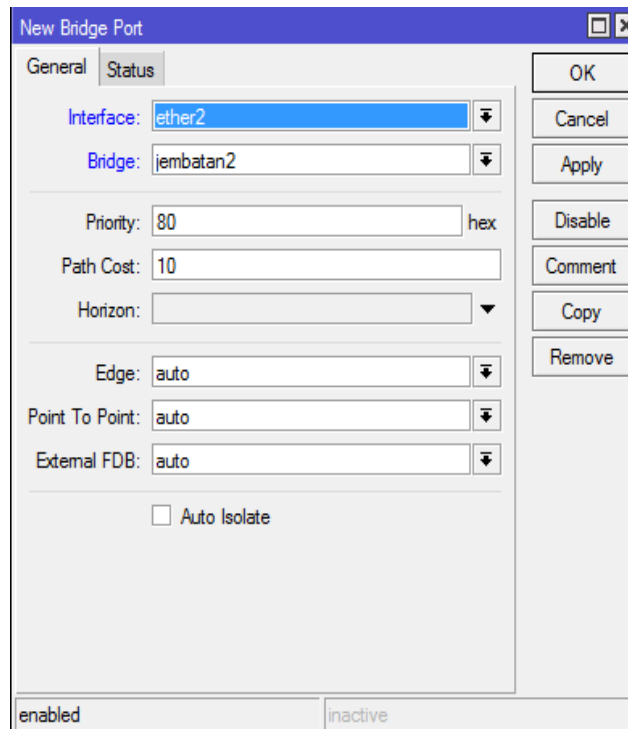 New Bridge Port
General Status
OK
Interface: ether2
Cancel
Bridge: jembatan2
Apply
Priority: 80 hex
Disable
Path Cost: 10
Comment
Horizon:
Copy
Remove
Edge: auto
Point To Point: auto
External FDB: auto
Auto Isolate
enabled inactive